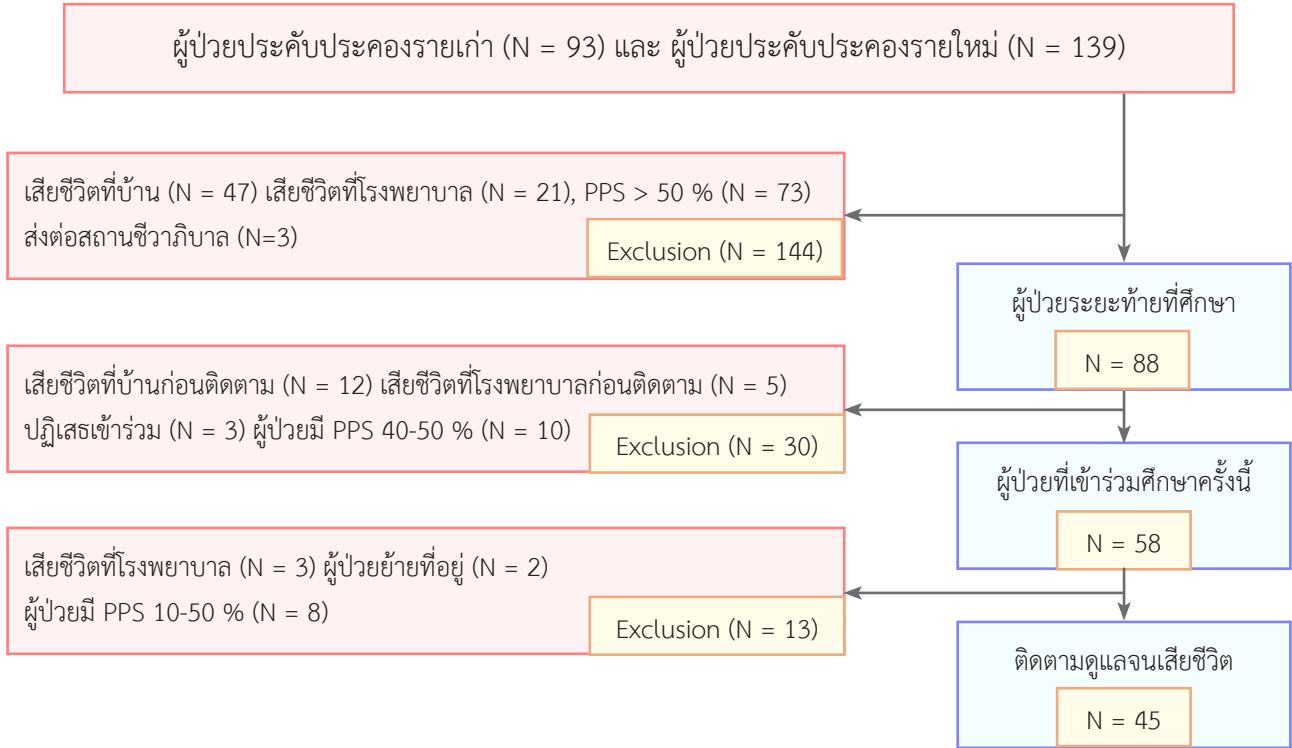 ผู้ป่วยประคับประคองรายเก่า (N = 93) และ ผู้ป่วยประคับประคองรายใหม่ (N = 139)
เสียชีวิตที่บ้าน (N = 47) เสียชีวิตที่โรงพยาบาล (N = 21), PPS > 50 % (N = 73)
ส่งต่อสถานชีวาภิบาล (N=3)
Exclusion (N = 144)
ผู้ป่วยระยะท้ายที่ศึกษา
N = 88
เสียชีวิตที่บ้านก่อนติดตาม (N = 12) เสียชีวิตที่โรงพยาบาลก่อนติดตาม (N = 5)
ปฏิเสธเข้าร่วม (N = 3) ผู้ป่วยมี PPS 40-50 % (N = 10)
Exclusion (N = 30)
ผู้ป่วยที่เข้าร่วมศึกษาครั้งนี้
N = 58
เสียชีวิตที่โรงพยาบาล (N = 3) ผู้ป่วยย้ายที่อยู่ (N = 2)
ผู้ป่วยมี PPS 10-50 % (N = 8)
Exclusion (N = 13)
ติดตามดูแลจนเสียชีวิต
N = 45